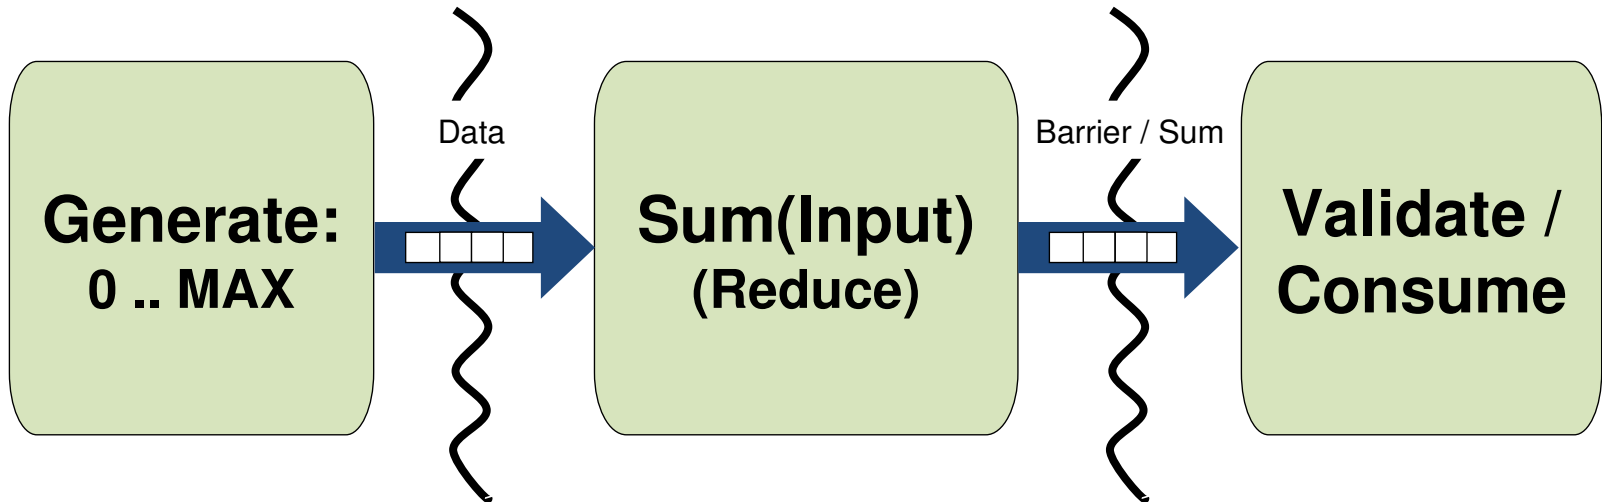 Generate:
0 .. MAX
Data
Sum(Input)
(Reduce)
Barrier / Sum
Validate /
Consume